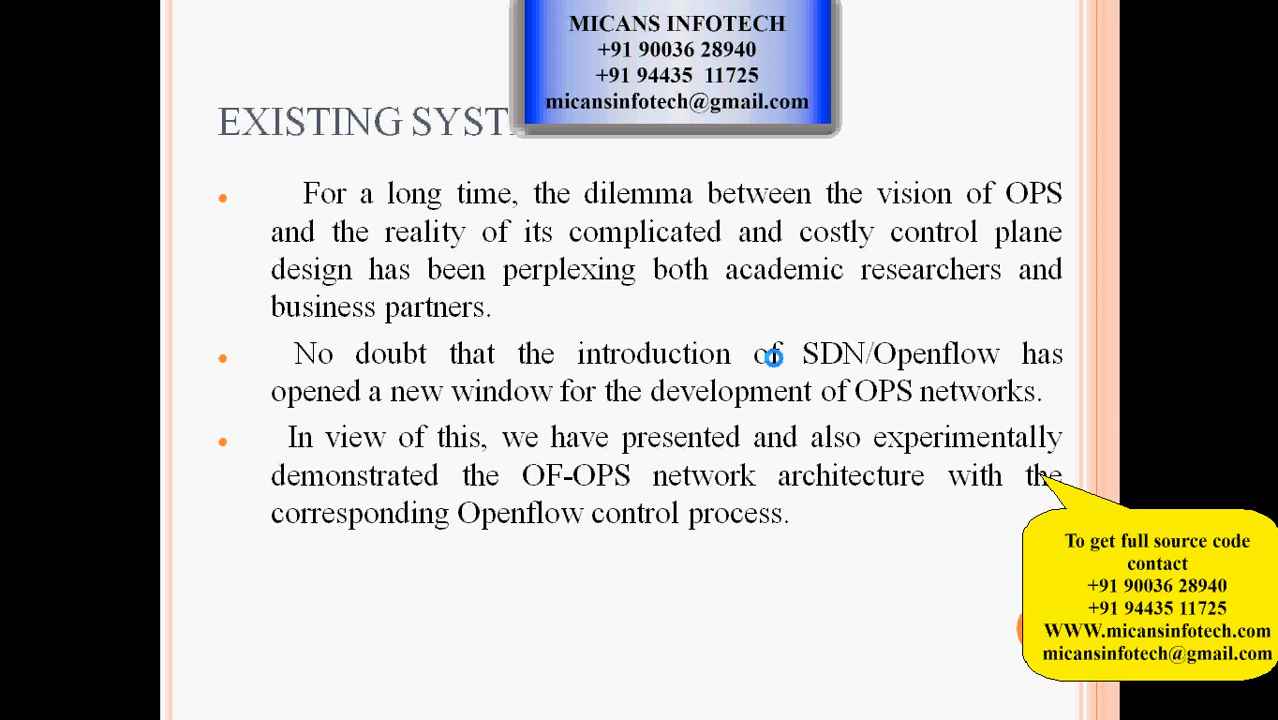 MICANS INFOTECH
+91 90036 28940
+91 94435 11725
micansinfotech@gmail.com
EXISTING SYST
For a long time, the dilemma between the vision of OPS
and the reality of its complicated and costly control plane
design has been perplexing both academic researchers and
business partners.
No doubt that the introduction of SDN/Openflow has
opened a new window for the development of OPS networks.
In view of this, we have presented and also experimentally
demonstrated the OF-OPS network architecture with the
corresponding Openflow control process.
To get full source code
contact
+91 90036 28940
+91 94435 11725
WWW.micansinfotech.com
micansinfotech@gmail.com